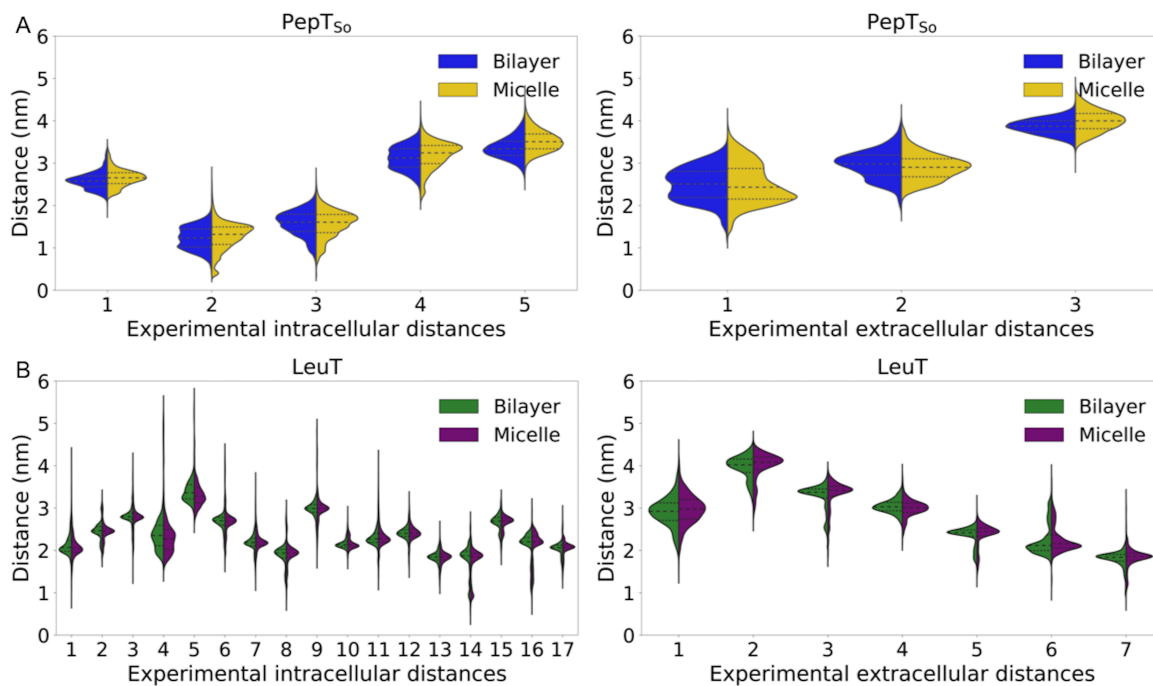 A
PepT_So
6
5
4
3
2
1
0
Distance (nm)
Bilayer
Micelle
1 2 3 4 5
Experimental intracellular distances
PepT_So
6
5
4
3
2
1
0
Distance (nm)
Bilayer
Micelle
1 2 3
Experimental extracellular distances
B
LeuT
6
5
4
3
2
1
0
Distance (nm)
Bilayer
Micelle
1 2 3 4 5 6 7 8 9 10 11 12 13 14 15 16 17
Experimental intracellular distances
LeuT
6
5
4
3
2
1
0
Distance (nm)
Bilayer
Micelle
1 2 3 4 5 6 7
Experimental extracellular distances